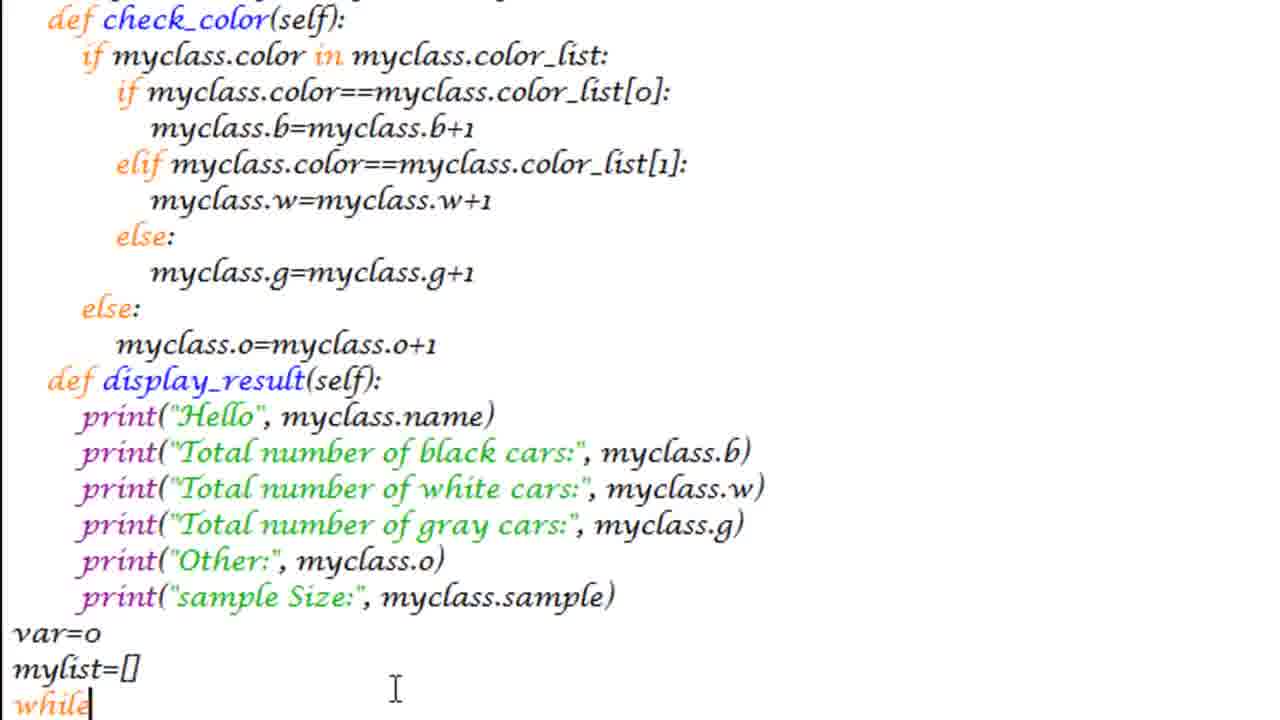 def check_color(self):
if myclass.color in myclass.color_list:
if myclass.color==myclass.color_list[0]:
myclass.b=myclass.b+1
elif myclass.color==myclass.color_list[1]:
myclass.w=myclass.w+1
else:
myclass.g=myclass.g+1
else:
myclass.o=myclass.o+1
def display_result(self):
print("Hello", myclass.name)
print("Total number of black cars:", myclass.b)
print("Total number of white cars:", myclass.w)
print("Total number of gray cars:", myclass.g)
print("Other:", myclass.o)
print("sample Size:", myclass.sample)
var=0
mylist=[]
while